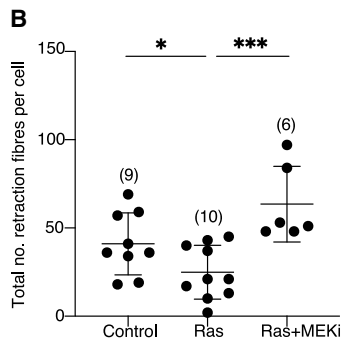 B
Total no. retraction fibres per cell
150
100
50
0
* ***
(9)
(10)
(6)
Control Ras Ras+MEKi